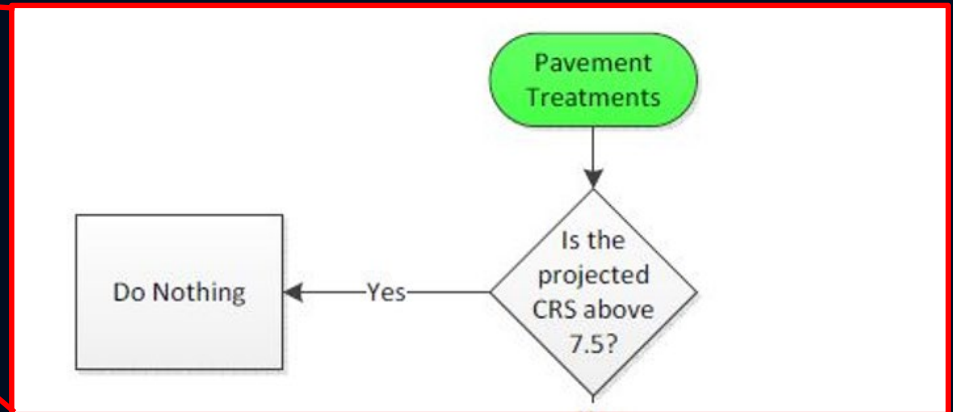 Pavement
Treatments
Is the
projected
CRS above
7.5?
Yes
Do Nothing